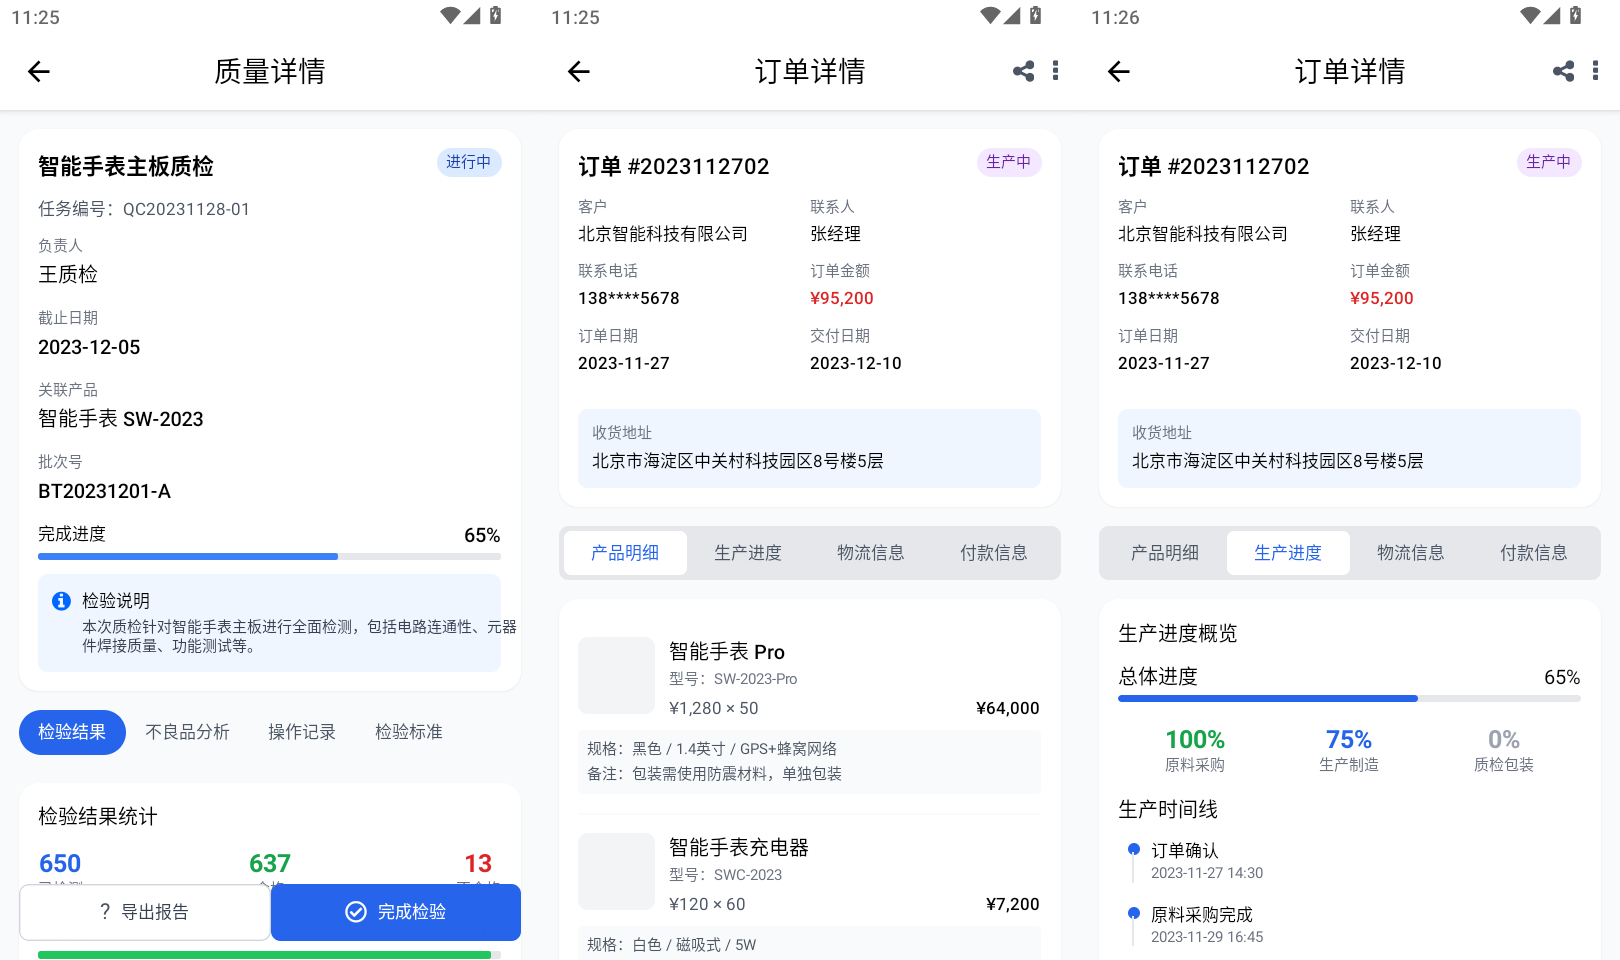 11:25
质量详情
智能手表主板质检
进行中
任务编号：QC20231128-01
负责人
王质检
截止日期
2023-12-05
关联产品
智能手表 SW-2023
批次号
BT20231201-A
完成进度
65%
检验说明
本次质检针对智能手表主板进行全面检测，包括电路连通性、元器
件焊接质量、功能测试等。
检验结果 不良品分析 操作记录 检验标准
检验结果统计
650 637 13
? 导出报告
完成检验
11:25
订单详情
订单 #2023112702
生产中
客户 联系人
北京智能科技有限公司 张经理
联系电话 订单金额
138****5678 ¥95,200
订单日期 交付日期
2023-11-27 2023-12-10
收货地址
北京市海淀区中关村科技园区8号楼5层
产品明细 生产进度 物流信息 付款信息
智能手表 Pro
型号：SW-2023-Pro
¥1,280 × 50 ¥64,000
规格：黑色 / 1.4英寸 / GPS+蜂窝网络
备注：包装需使用防震材料，单独包装
智能手表充电器
型号：SWC-2023
¥120 × 60 ¥7,200
规格：白色 / 磁吸式 / 5W
11:26
订单详情
订单 #2023112702
生产中
客户 联系人
北京智能科技有限公司 张经理
联系电话 订单金额
138****5678 ¥95,200
订单日期 交付日期
2023-11-27 2023-12-10
收货地址
北京市海淀区中关村科技园区8号楼5层
产品明细 生产进度 物流信息 付款信息
生产进度概览
总体进度 65%
100% 75% 0%
原料采购 生产制造 质检包装
生产时间线
订单确认
2023-11-27 14:30
原料采购完成
2023-11-29 16:45